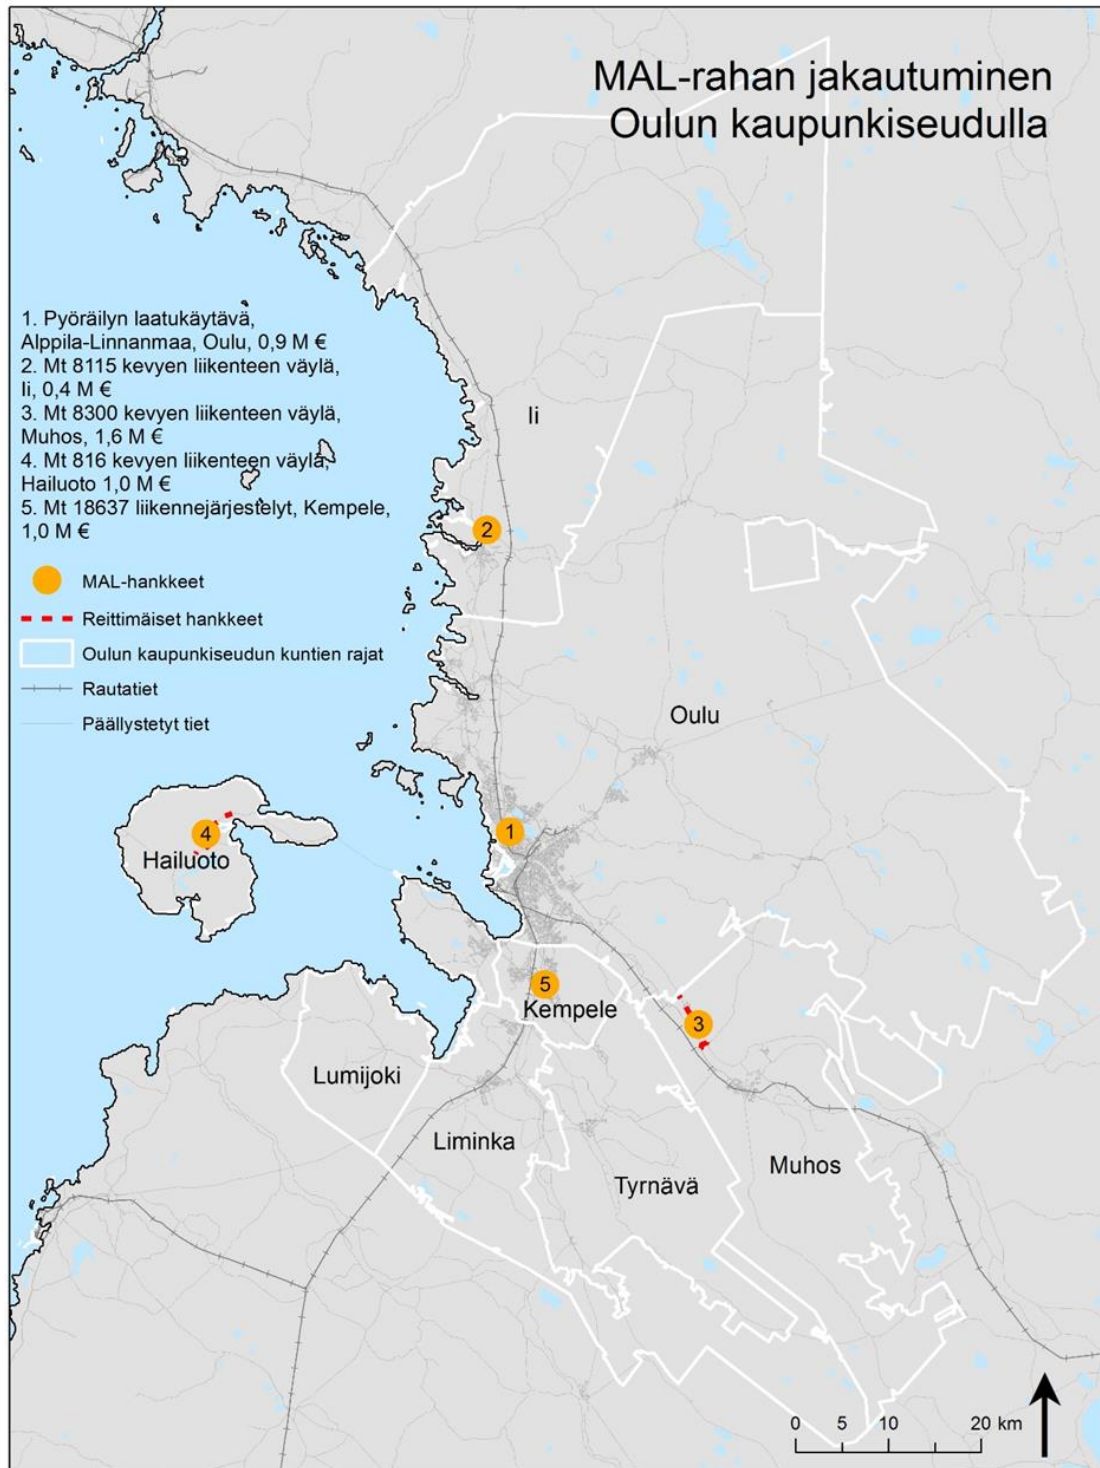 MAL-rahan jakautuminen
Oulun kaupunkiseudulla
1. Pyöräilyn laatukäytävä,
Alppila-Linnanmaa, Oulu, 0,9 M €
2. Mt 8115 kevyen liikenteen väylä,
Ii, 0,4 M €
3. Mt 8300 kevyen liikenteen väylä,
Muhos, 1,6 M €
4. Mt 816 kevyen liikenteen väylä,
Hailuoto 1,0 M €
5. Mt 18637 liikennejärjestelyt, Kempele,
1,0 M €
MAL-hankkeet
Reittimäiset hankkeet
Oulun kaupunkiseudun kuntien rajat
Rautatiet
Päällystetyt tiet
Ii
2
Oulu
1
4
Hailuoto
5
Kempele
3
Lumijoki
Liminka
Muhos
Tyrnävä
0 5 10 20 km